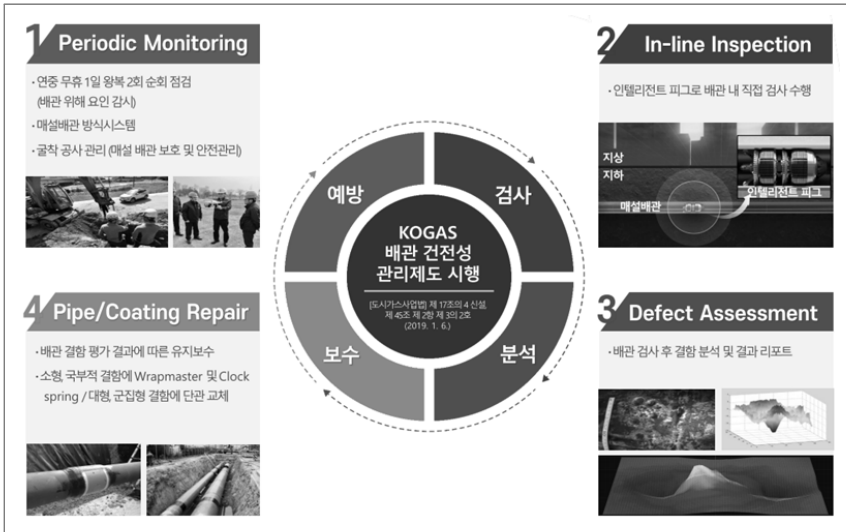 1 Periodic Monitoring
· 연중 무휴 1일 왕복 2회 순회 점검
(배관 위해 요인 감시)
· 매설배관 방식시스템
· 굴착 공사 관리 (매설 배관 보호 및 안전관리)
2 In-line Inspection
· 인텔리전트 피그로 배관 내 직접 검사 수행
지상
지하
매설배관
인텔리전트 피그
예방
검사
KOGAS
배관 건전성
관리제도 시행
[도시가스사업법] 제 17조의 4 신설,
제 45조 제 2항 제 3의 2호
(2019. 1. 6.)
보수
분석
4 Pipe/Coating Repair
· 배관 결함 평가 결과에 따른 유지보수
· 소형, 국부적 결함에 Wrapmaster 및 Clock
spring / 대형, 군집형 결함에 단관 교체
3 Defect Assessment
· 배관 검사 후 결함 분석 및 결과 리포트